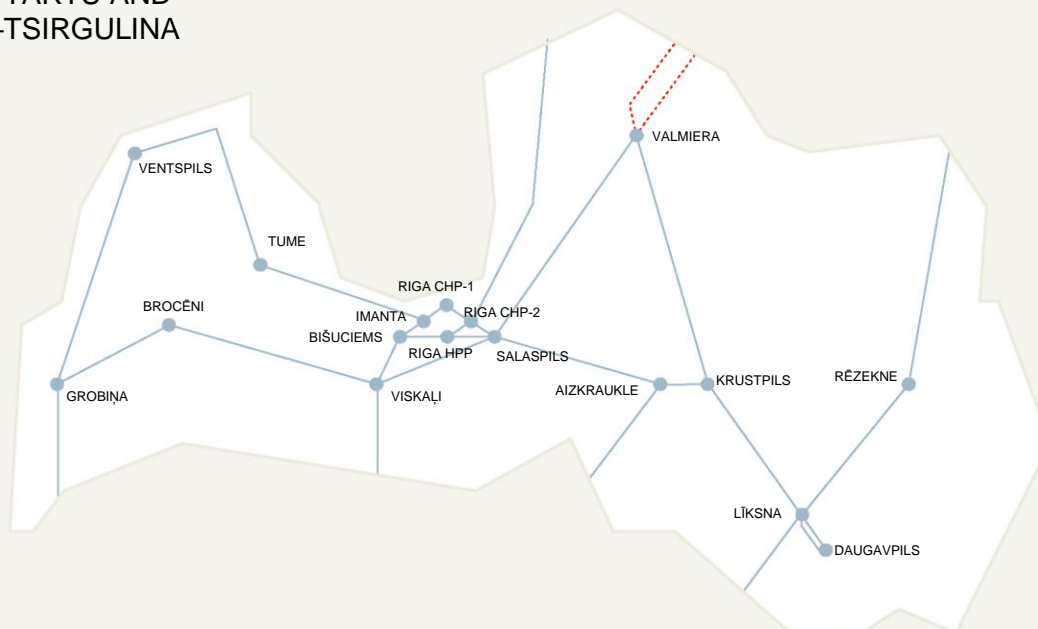 -TSIRGULINA
VALMIERA
VENTSPILS
TUME
RIGA CHP-1
BROCĒNI
IMANTA
RIGA CHP-2
BIŠUCIEMS
RIGA HPP
SALASPILS
GROBIŅA
VISKAĻI
AIZKRAUKLE
KRUSTPILS
RĒZEKNE
LĪKSNA
DAUGAVPILS